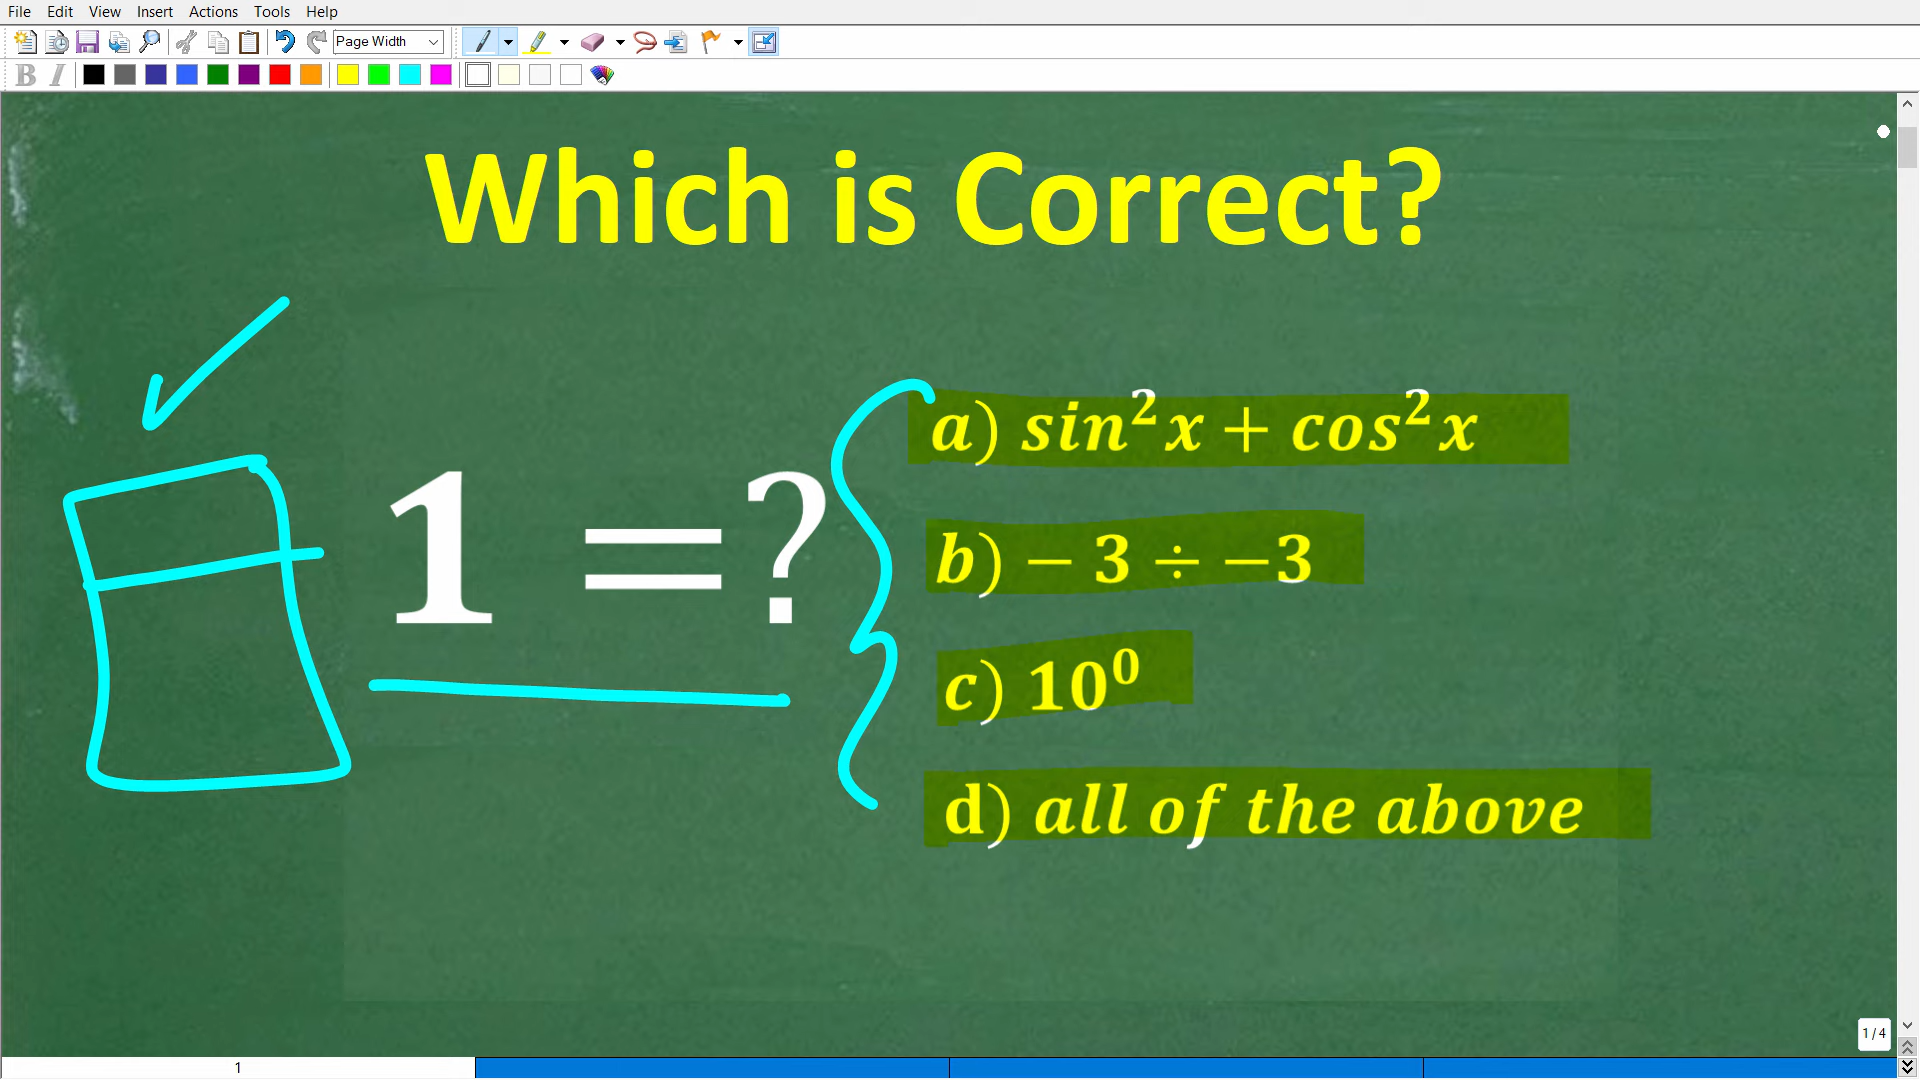 File Edit View Insert Actions Tools Help
Page Width
B I
Which is Correct?
1 =?
a) sin²x + cos²x
b) − 3 ÷ −3
c) 10⁰
d) all of the above
1 / 4
1